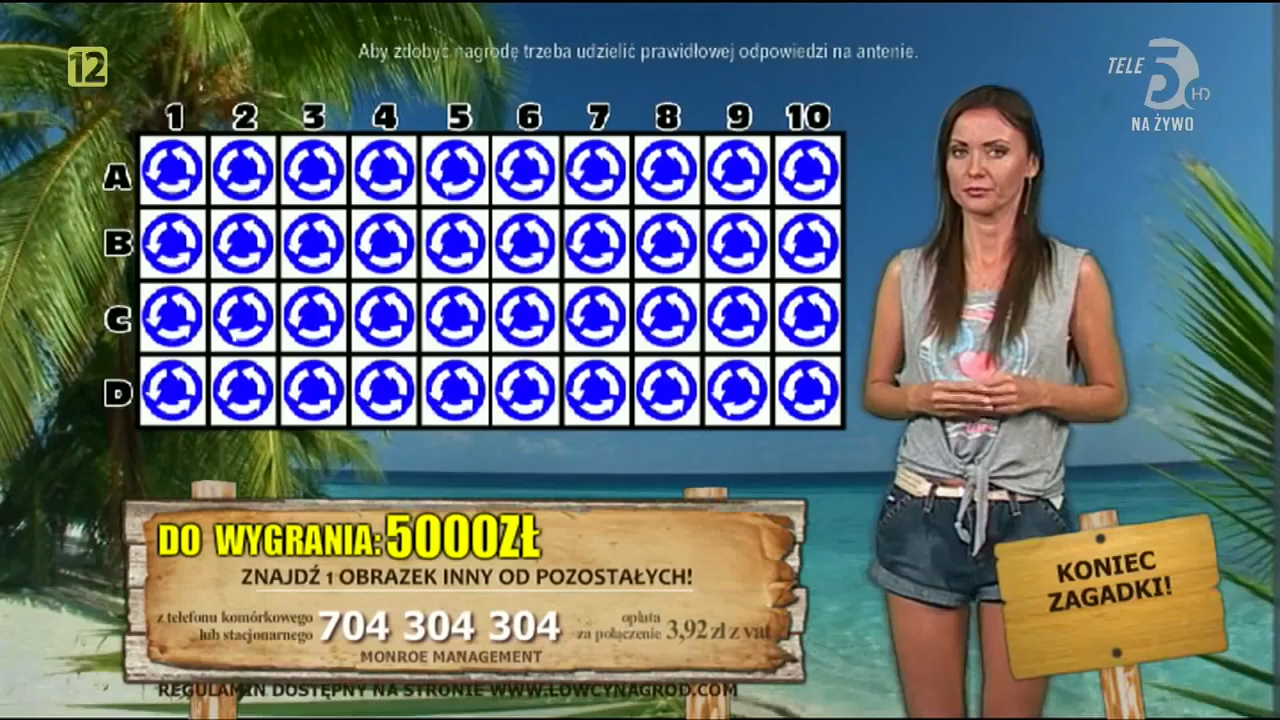 Aby zdobyć nagrodę trzeba udzielić prawidłowej odpowiedzi na antenie.
12
TELE 5 HD
NA ŻYWO
1 2 3 4 5 6 7 8 9 10
A
B
C
D
DO WYGRANIA: 5000ZŁ
ZNAJDŹ 1 OBRAZEK INNY OD POZOSTAŁYCH!
z telefonu komórkowego
lub stacjonarnego
704 304 304
opłata
za połączenie 3,92 zł z vat
MONROE MANAGEMENT
REGULAMIN DOSTĘPNY NA STRONIE WWW.LOWCYNAGROD.COM
KONIEC
ZAGADKI!